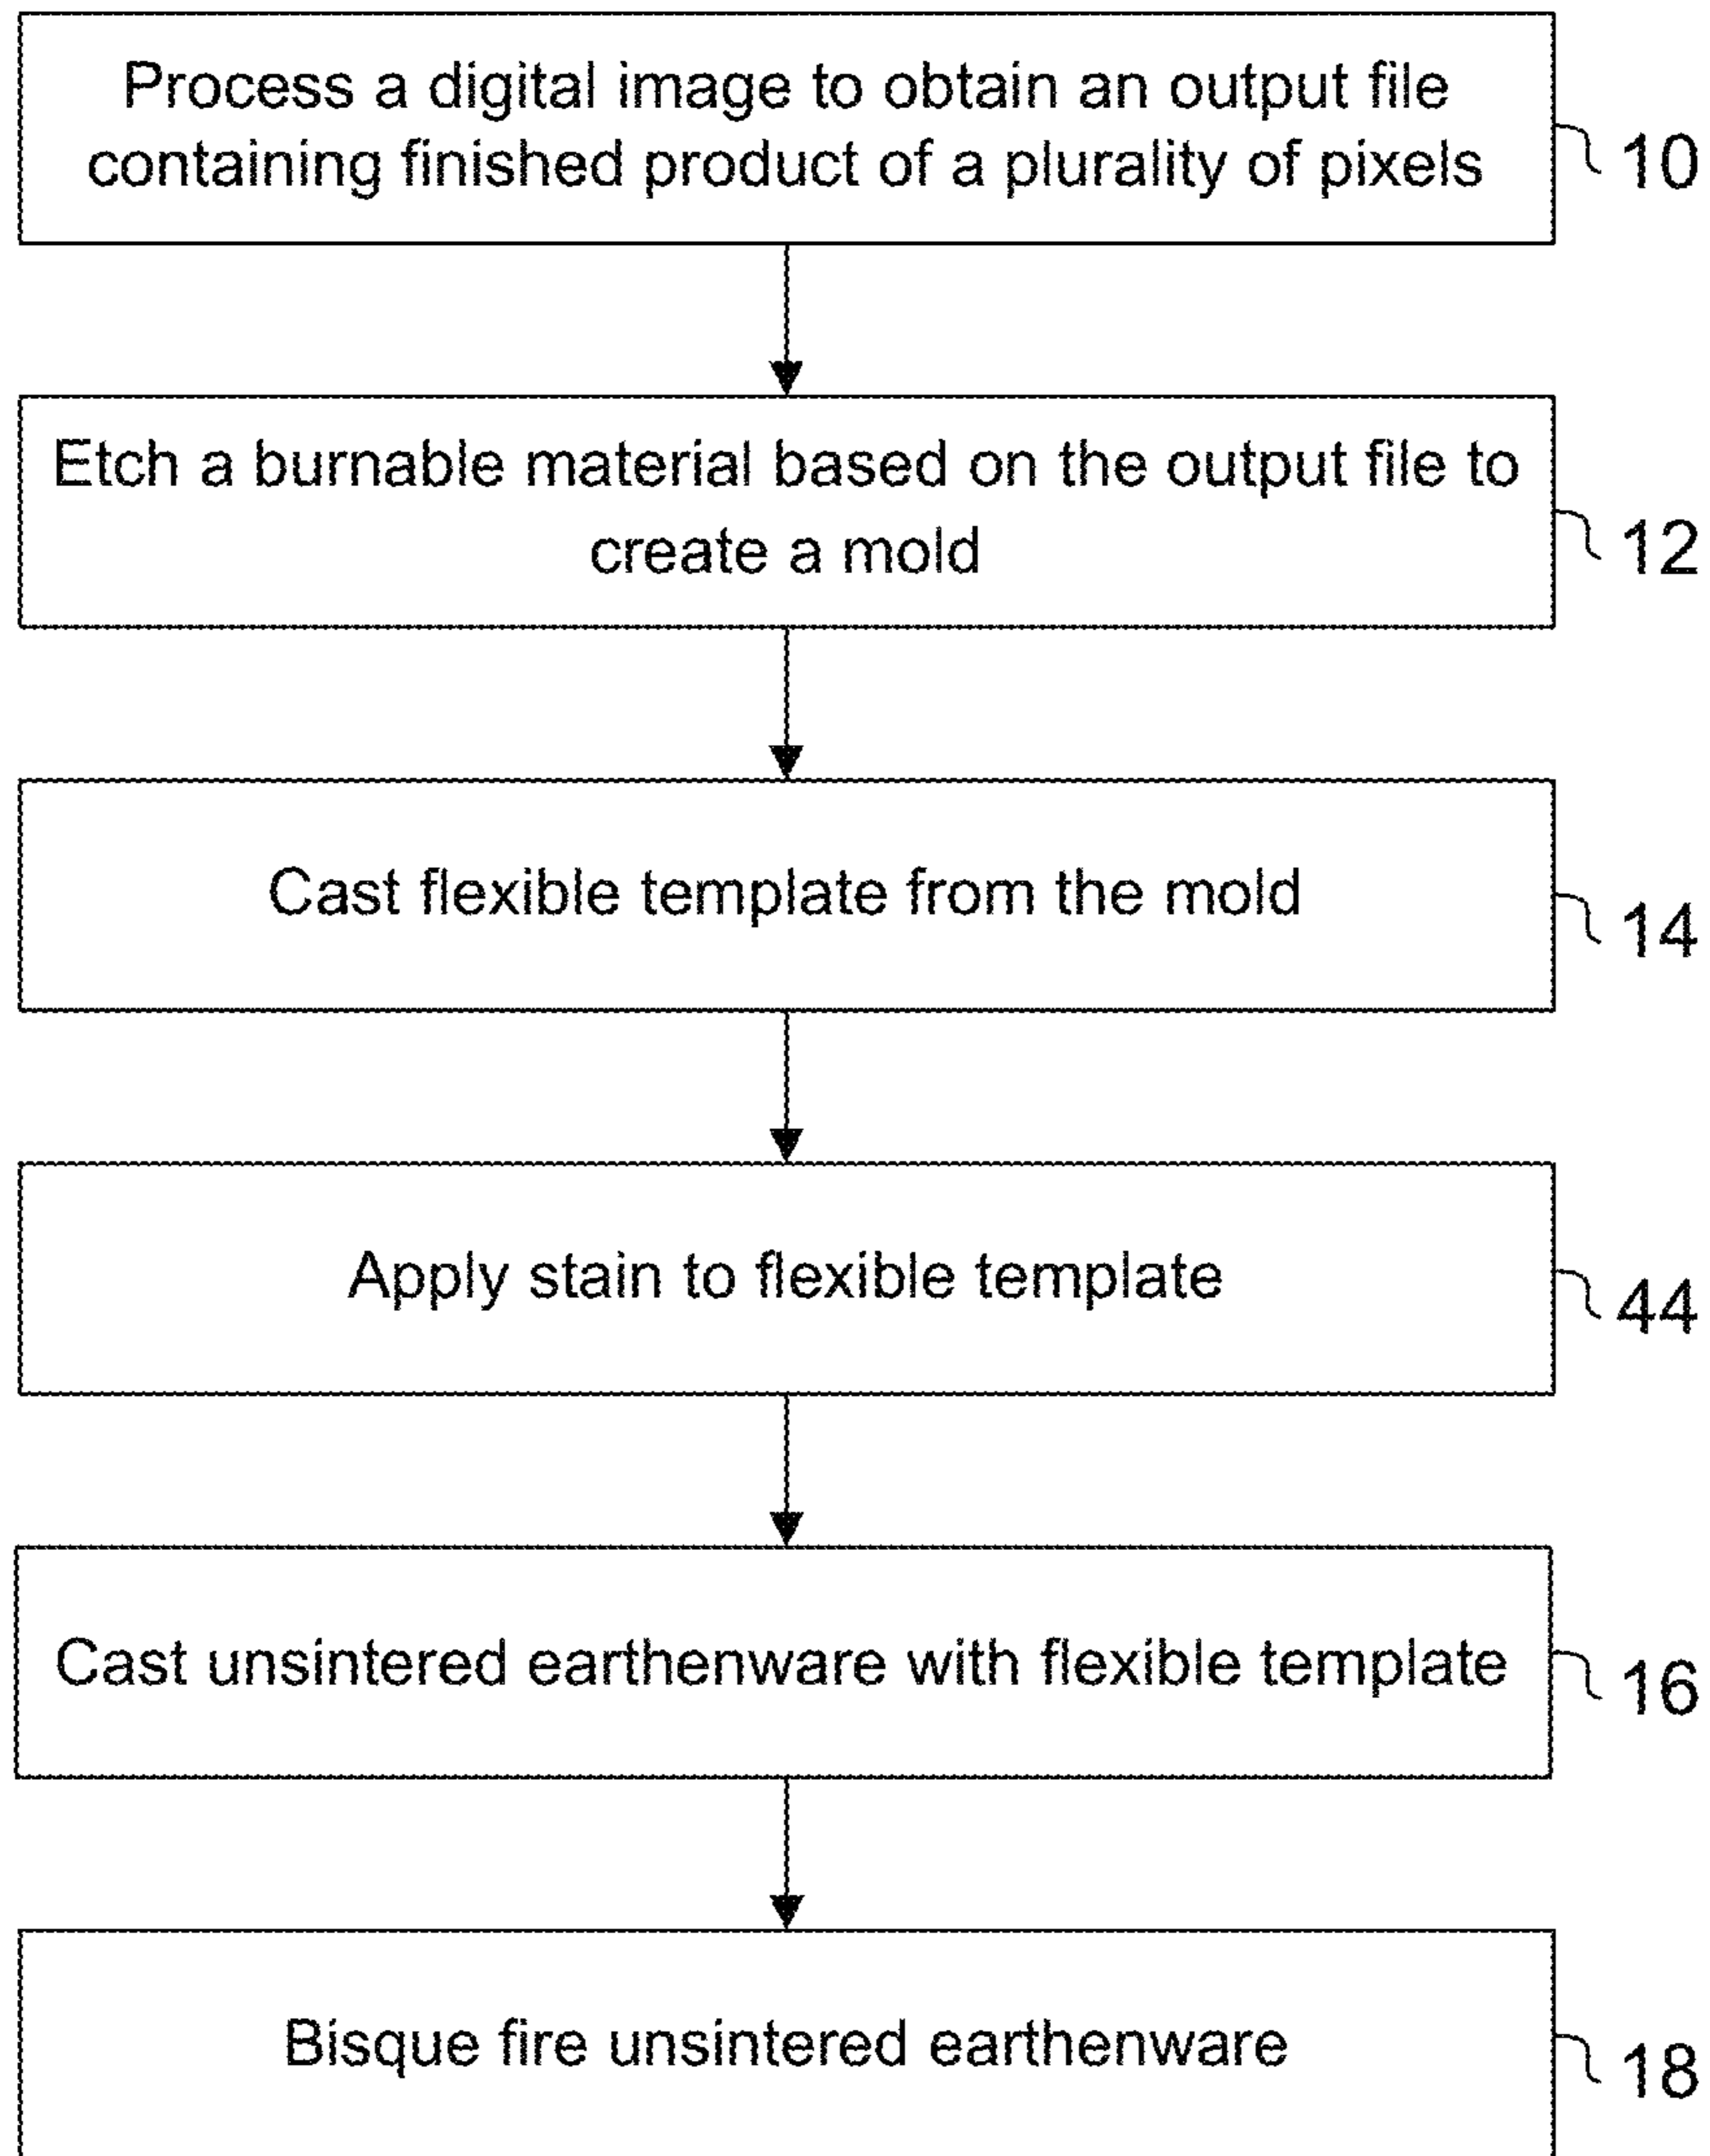 Process a digital image to obtain an output file
containing finished product of a plurality of pixels
10
Etch a burnable material based on the output file to
create a mold
12
Cast flexible template from the mold
14
Apply stain to flexible template
44
Cast unsintered earthenware with flexible template
16
Bisque fire unsintered earthenware
18